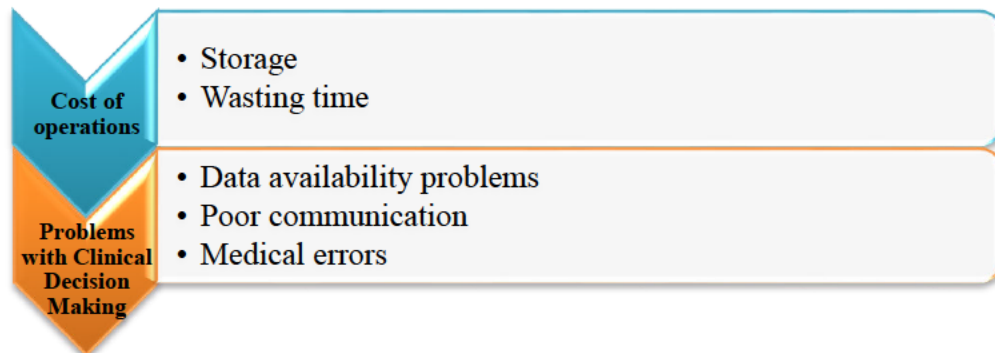 Cost of
operations
• Storage
• Wasting time
Problems
with Clinical
Decision
Making
• Data availability problems
• Poor communication
• Medical errors